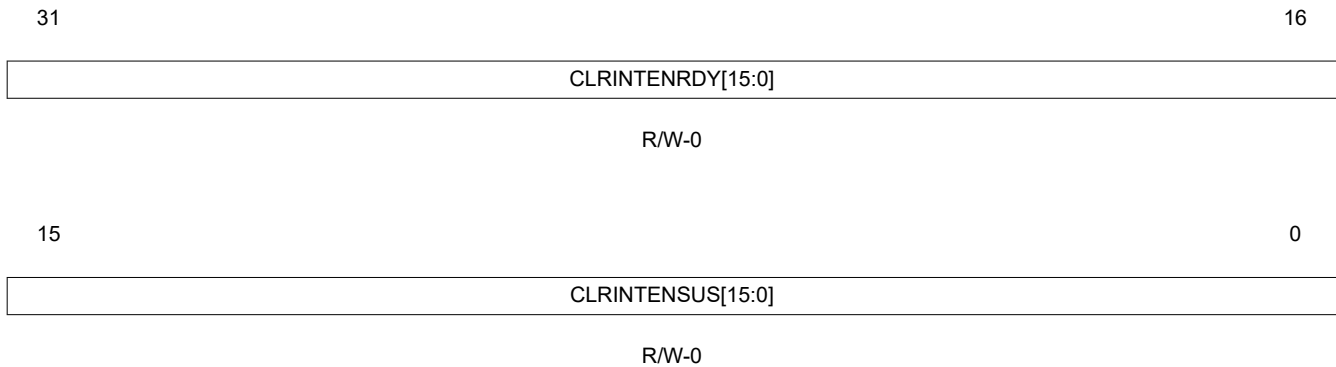 31 16
CLRINTENRDY[15:0]
R/W-0
15 0
CLRINTENSUS[15:0]
R/W-0